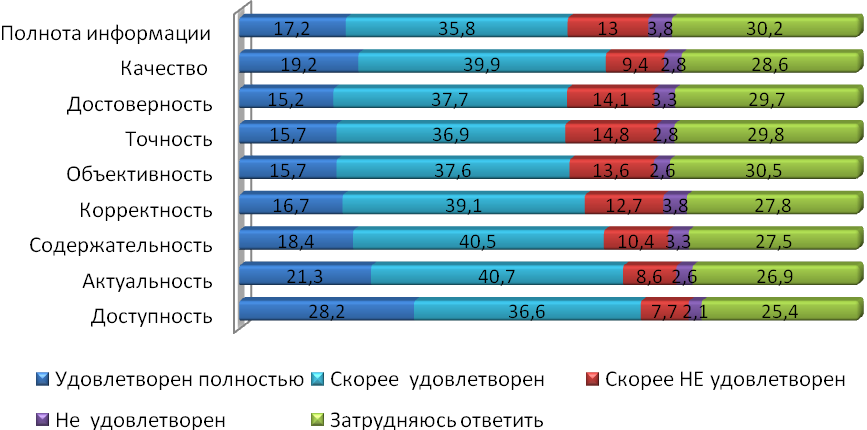 Полнота информации 17,2 35,8 13 3,8 30,2
Качество 19,2 39,9 9,4 2,8 28,6
Достоверность 15,2 37,7 14,1 3,3 29,7
Точность 15,7 36,9 14,8 2,8 29,8
Объективность 15,7 37,6 13,6 2,6 30,5
Корректность 16,7 39,1 12,7 3,8 27,8
Содержательность 18,4 40,5 10,4 3,3 27,5
Актуальность 21,3 40,7 8,6 2,6 26,9
Доступность 28,2 36,6 7,7 2,1 25,4
Удовлетворен полностью Скорее удовлетворен Скорее НЕ удовлетворен
Не удовлетворен Затрудняюсь ответить